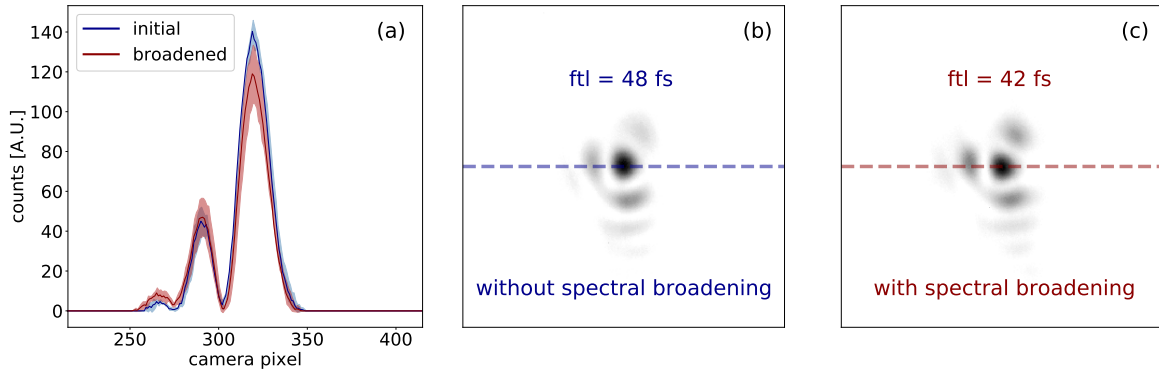 initial
broadened
(a)
140
120
100
80
60
40
20
0
counts [A.U.]
250
300
350
400
camera pixel
(b)
ftl = 48 fs
without spectral broadening
(c)
ftl = 42 fs
with spectral broadening